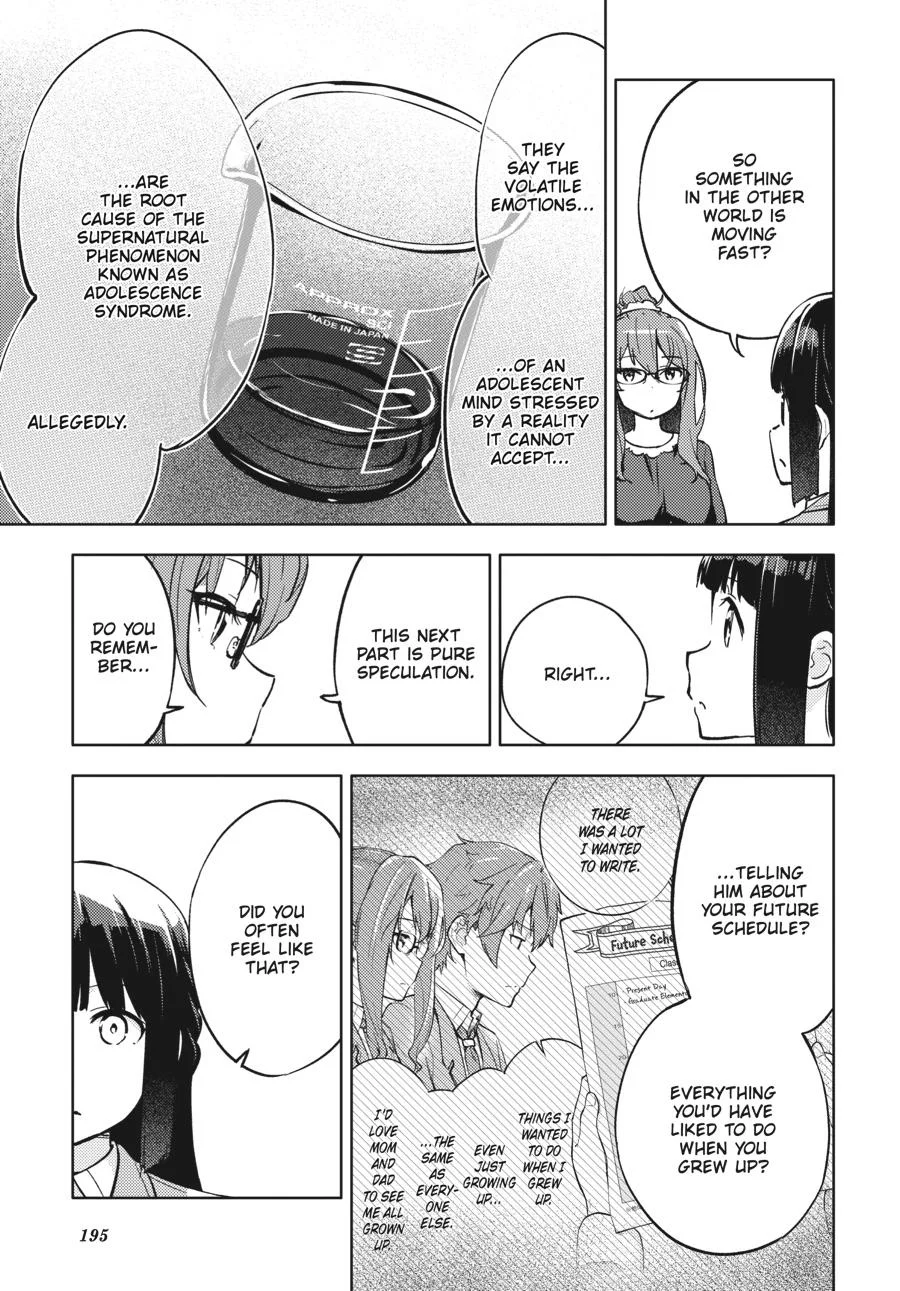 SO
SOMETHING
IN THE OTHER
WORLD IS
MOVING
FAST?
THEY
SAY THE
VOLATILE
EMOTIONS...
...OF AN
ADOLESCENT
MIND STRESSED
BY A REALITY
IT CANNOT
ACCEPT...
...ARE
THE ROOT
CAUSE OF THE
SUPERNATURAL
PHENOMENON
KNOWN AS
ADOLESCENCE
SYNDROME.
ALLEGEDLY.
APPROX
MADE IN JAPAN
RIGHT...
THIS NEXT
PART IS PURE
SPECULATION.
DO YOU
REMEM-
BER...
...TELLING
HIM ABOUT
YOUR FUTURE
SCHEDULE?
THERE
WAS A LOT
I WANTED
TO WRITE.
Future Sche
Clas
Present Day
Graduate Elementa
EVERYTHING
YOU'D HAVE
LIKED TO DO
WHEN YOU
GREW UP?
THINGS I
WANTED
TO DO
WHEN I
GREW
UP.
EVEN
JUST
GROWING
UP...
...THE
SAME
AS
EVERY-
ONE
ELSE.
I'D
LOVE
MOM
AND
DAD
TO SEE
ME ALL
GROWN
UP.
DID YOU
OFTEN
FEEL LIKE
THAT?
195